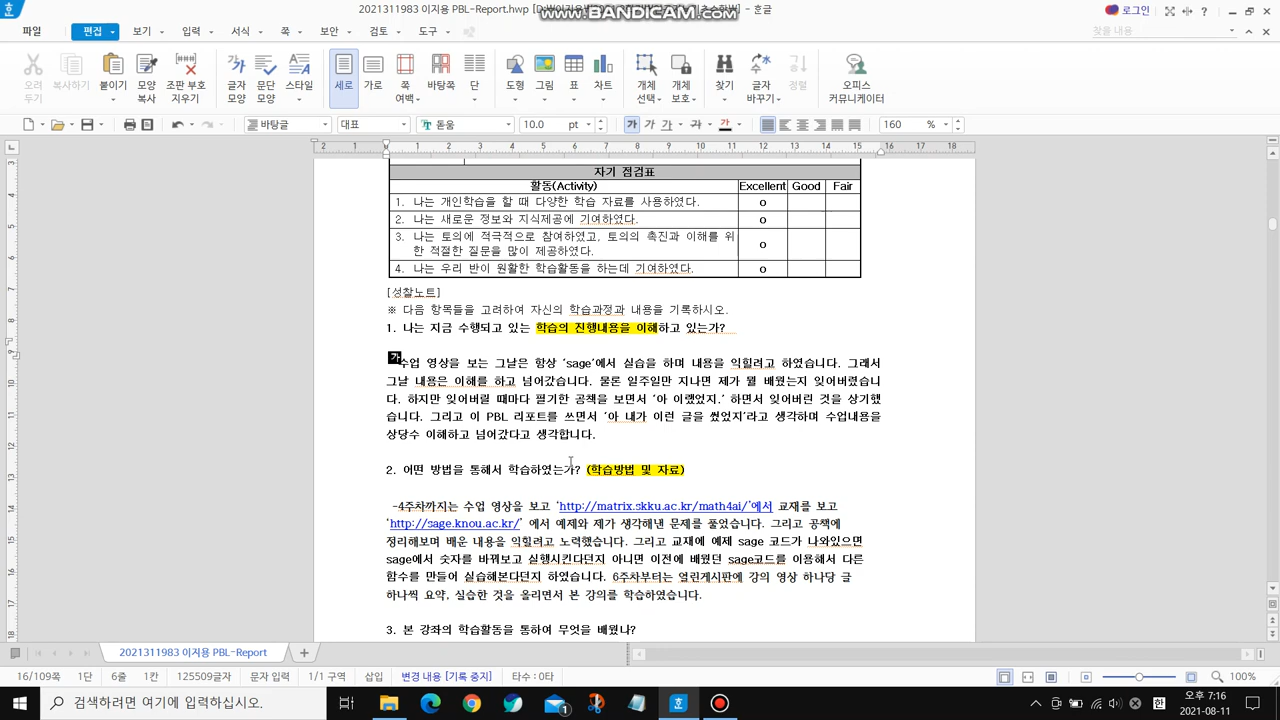 2021311983 이지용 PBL-Report.hwp
www.BANDICAM.com
- 흔글
로그인
파일
편집
보기
입력
서식
쪽
보안
검토
도구
찾을 내용
오려 두기
복사하기
붙이기
모양 복사
조판 부호 지우기
글자 모양
문단 모양
스타일
세로
가로
쪽 여백
바탕쪽
단
도형
그림
표
차트
개체 선택
개체 보호
찾기
글자 바꾸기
정렬
오피스 커뮤니케이터
바탕글
대표
돋움
10.0 pt
가 가 가 가 가
160 %
2 1 1 2 3 4 5 6 7 8 9 10 11 12 13 14 15 16 17 18
자기 점검표
활동(Activity) Excellent Good Fair
1. 나는 개인학습을 할 때 다양한 학습 자료를 사용하였다. o
2. 나는 새로운 정보와 지식제공에 기여하였다. o
3. 나는 토의에 적극적으로 참여하였고, 토의의 촉진과 이해를 위
한 적절한 질문을 많이 제공하였다. o
4. 나는 우리 반이 원활한 학습활동을 하는데 기여하였다. o
[성찰노트]
※ 다음 항목들을 고려하여 자신의 학습과정과 내용을 기록하시오.
1. 나는 지금 수행되고 있는 학습의 진행내용을 이해하고 있는가?
가
수업 영상을 보는 그날은 항상 ‘sage’에서 실습을 하며 내용을 익힐려고 하였습니다. 그래서
그날 내용은 이해를 하고 넘어갔습니다. 물론 일주일만 지나면 제가 뭘 배웠는지 잊어버렸습니
다. 하지만 잊어버릴 때마다 필기한 공책을 보면서 ‘아 이랬었지.’ 하면서 잊어버린 것을 상기했
습니다. 그리고 이 PBL 리포트를 쓰면서 ‘아 내가 이런 글을 썼었지’라고 생각하며 수업내용을
상당수 이해하고 넘어갔다고 생각합니다.
2. 어떤 방법을 통해서 학습하였는가? (학습방법 및 자료)
-4주차까지는 수업 영상을 보고 ‘http://matrix.skku.ac.kr/math4ai/’에서 교재를 보고
‘http://sage.knou.ac.kr/’ 에서 예제와 제가 생각해낸 문제를 풀었습니다. 그리고 공책에
정리해보며 배운 내용을 익힐려고 노력했습니다. 그리고 교재에 예제 sage 코드가 나와있으면
sage에서 숫자를 바꿔보고 실행시킨다던지 아니면 이전에 배웠던 sage코드를 이용해서 다른
함수를 만들어 실습해본다던지 하였습니다. 6주차부터는 열린게시판에 강의 영상 하나당 글
하나씩 요약, 실습한 것을 올리면서 본 강의를 학습하였습니다.
3. 본 강좌의 학습활동을 통하여 무엇을 배웠나?
2021311983 이지용 PBL-Report
16/109쪽 1단 6줄 1칸 125509글자 문자 입력 1/1 구역 삽입 변경 내용 [기록 중지] 타수 : 0타
100%
검색하려면 여기에 입력하십시오.
한
오후 7:16
2021-08-11